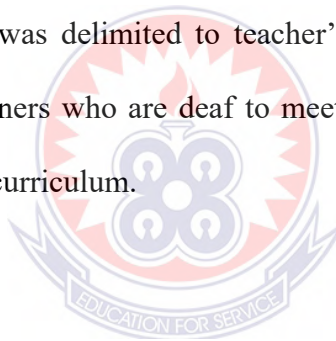 was delimited to teacher’
ners who are deaf to meet
curriculum.
EDUCATION FOR SERVICE